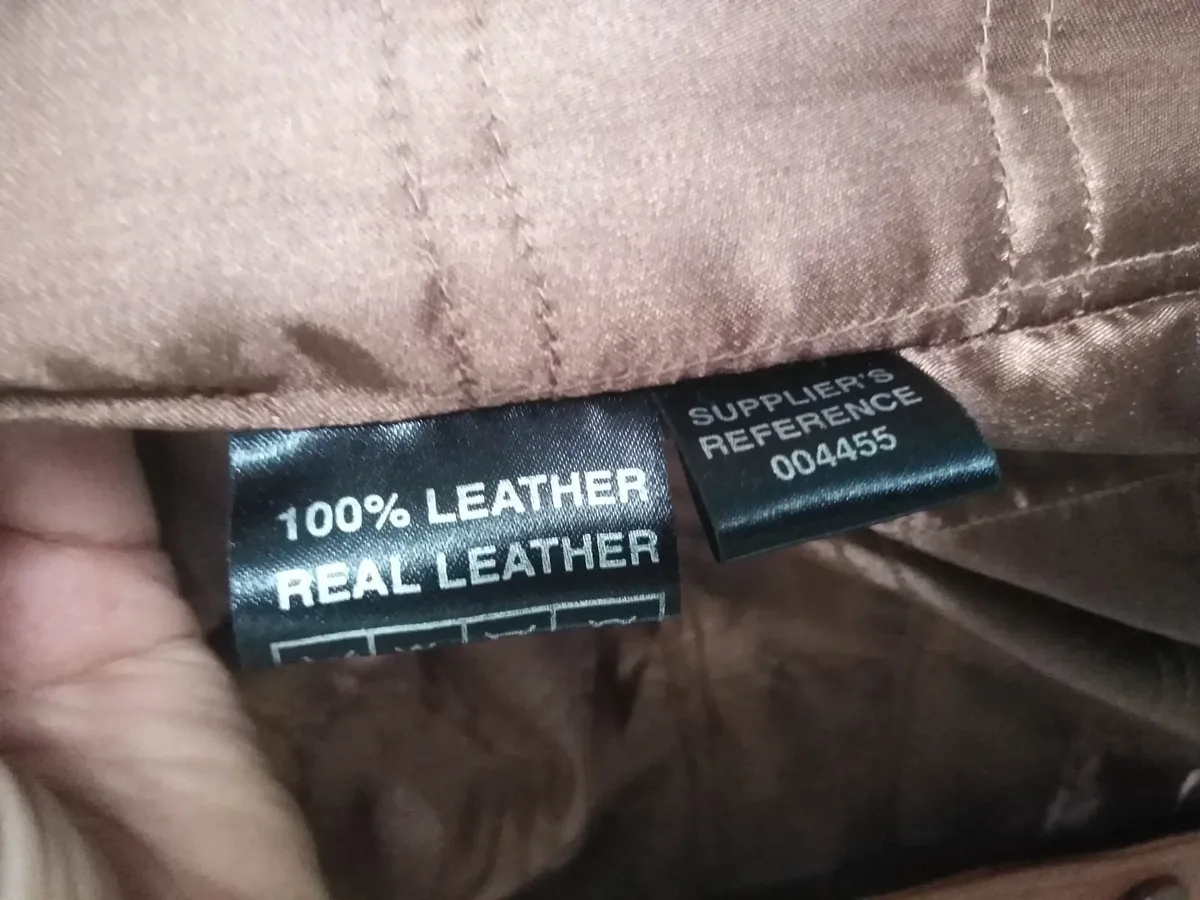 100% LEATHER
REAL LEATHER
SUPPLIER'S
REFERENCE
004455